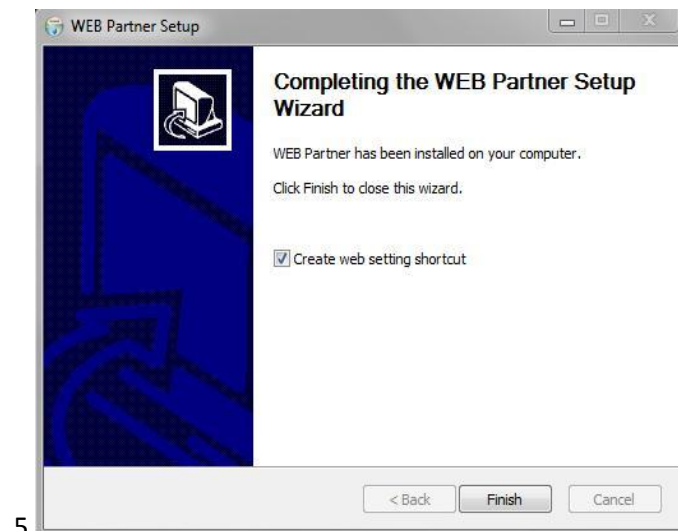 WEB Partner Setup
Completing the WEB Partner Setup
Wizard
WEB Partner has been installed on your computer.
Click Finish to close this wizard.
Create web setting shortcut
< Back
Finish
Cancel
5